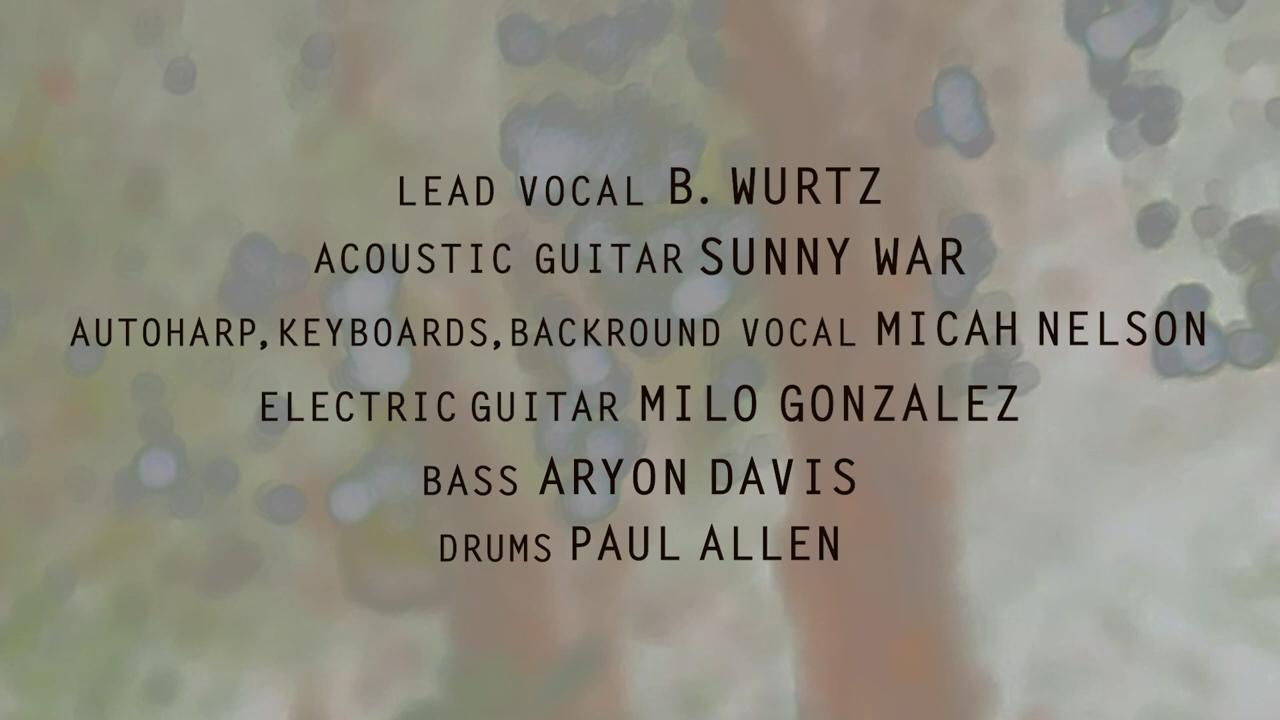 LEAD VOCAL B. WURTZ
ACOUSTIC GUITAR SUNNY WAR
AUTOHARP, KEYBOARDS, BACKROUND VOCAL MICAH NELSON
ELECTRIC GUITAR MILO GONZALEZ
BASS ARYON DAVIS
DRUMS PAUL ALLEN